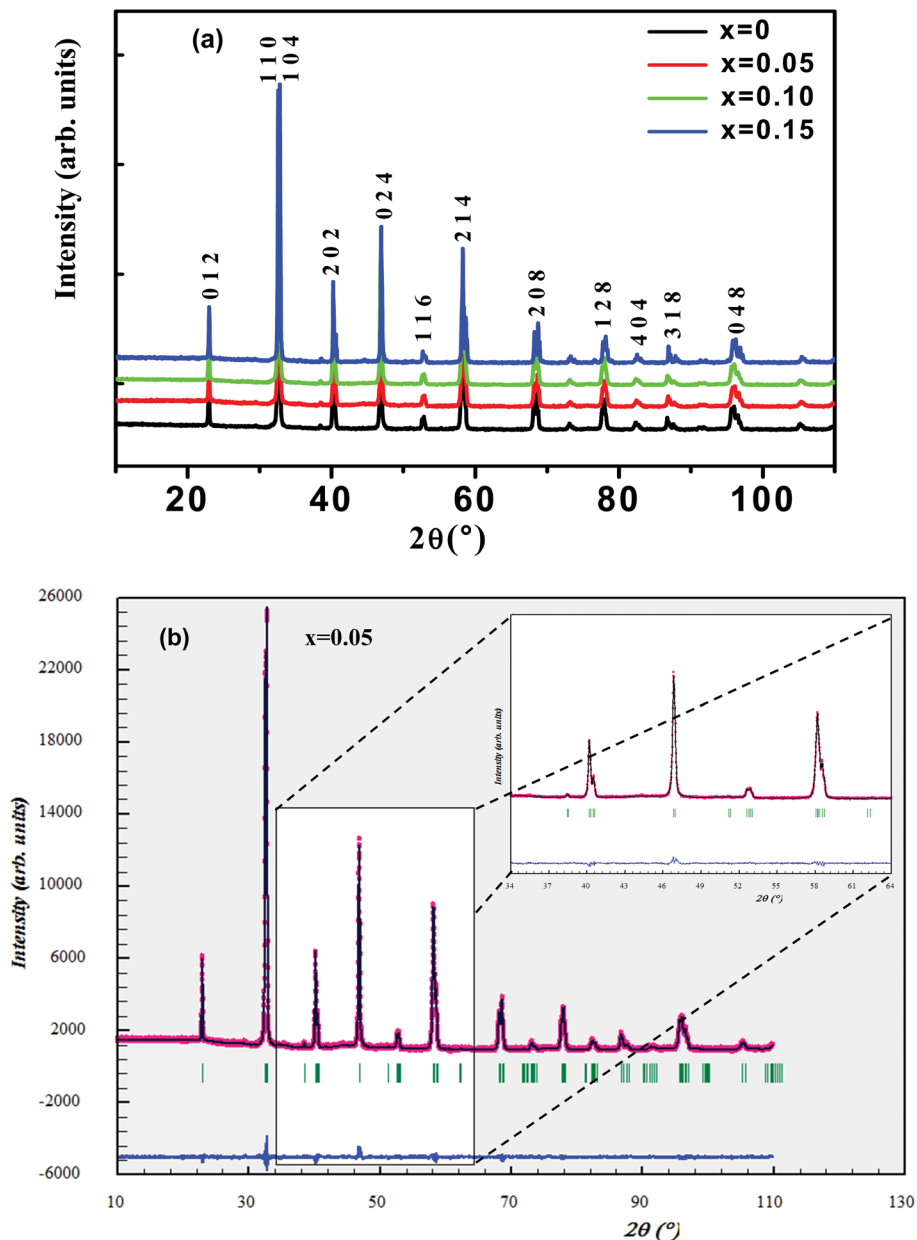 (a)
x=0
x=0.05
x=0.10
x=0.15
1 1 0
1 0 4
0 1 2
2 0 2
0 2 4
1 1 6
2 1 4
2 0 8
1 2 8
4 0 4
3 1 8
0 4 8
Intensity (arb. units)
20 40 60 80 100
2θ(°)
(b)
x=0.05
26000
22000
18000
14000
10000
6000
2000
-2000
-6000
Intensity (arb. units)
10 30 50 70 90 110 130
2θ (°)
Intensity (arb. units)
34 37 40 43 46 49 52 55 58 61 64
2θ (°)